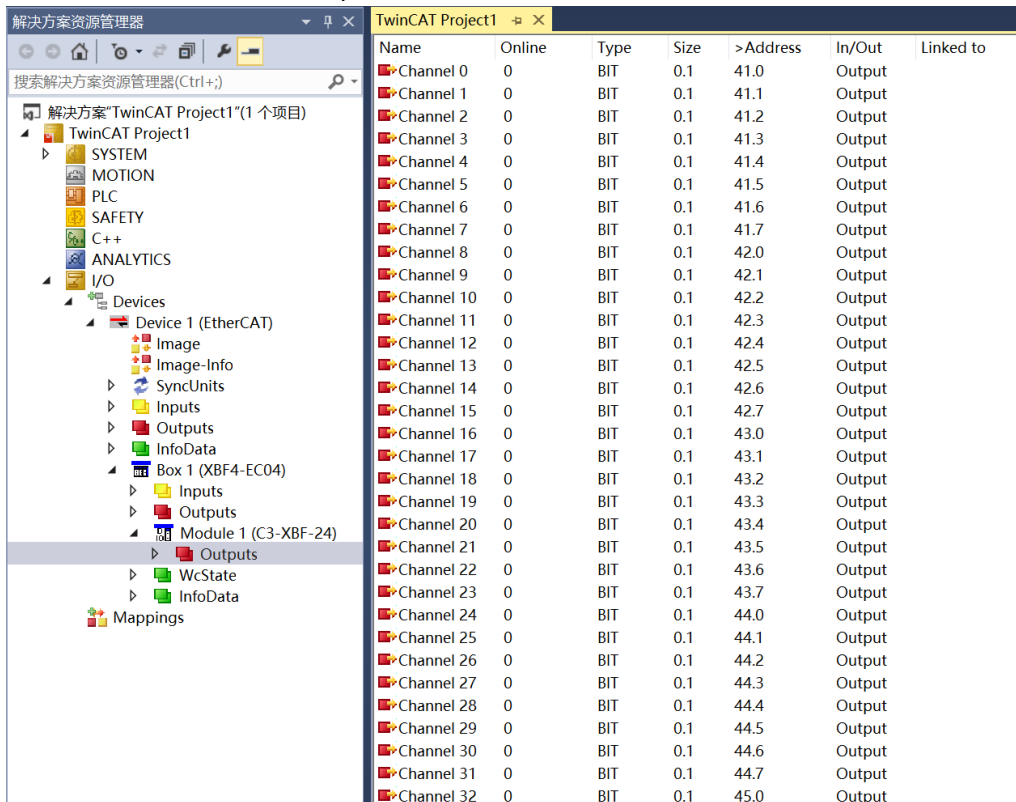 解决方案资源管理器
搜索解决方案资源管理器(Ctrl+;)
解决方案"TwinCAT Project1"(1 个项目)
TwinCAT Project1
SYSTEM
MOTION
PLC
SAFETY
C++
ANALYTICS
I/O
Devices
Device 1 (EtherCAT)
Image
Image-Info
SyncUnits
Inputs
Outputs
InfoData
Box 1 (XBF4-EC04)
Inputs
Outputs
Module 1 (C3-XBF-24)
Outputs
WcState
InfoData
Mappings
TwinCAT Project1
Name Online Type Size >Address In/Out Linked to
Channel 0 0 BIT 0.1 41.0 Output
Channel 1 0 BIT 0.1 41.1 Output
Channel 2 0 BIT 0.1 41.2 Output
Channel 3 0 BIT 0.1 41.3 Output
Channel 4 0 BIT 0.1 41.4 Output
Channel 5 0 BIT 0.1 41.5 Output
Channel 6 0 BIT 0.1 41.6 Output
Channel 7 0 BIT 0.1 41.7 Output
Channel 8 0 BIT 0.1 42.0 Output
Channel 9 0 BIT 0.1 42.1 Output
Channel 10 0 BIT 0.1 42.2 Output
Channel 11 0 BIT 0.1 42.3 Output
Channel 12 0 BIT 0.1 42.4 Output
Channel 13 0 BIT 0.1 42.5 Output
Channel 14 0 BIT 0.1 42.6 Output
Channel 15 0 BIT 0.1 42.7 Output
Channel 16 0 BIT 0.1 43.0 Output
Channel 17 0 BIT 0.1 43.1 Output
Channel 18 0 BIT 0.1 43.2 Output
Channel 19 0 BIT 0.1 43.3 Output
Channel 20 0 BIT 0.1 43.4 Output
Channel 21 0 BIT 0.1 43.5 Output
Channel 22 0 BIT 0.1 43.6 Output
Channel 23 0 BIT 0.1 43.7 Output
Channel 24 0 BIT 0.1 44.0 Output
Channel 25 0 BIT 0.1 44.1 Output
Channel 26 0 BIT 0.1 44.2 Output
Channel 27 0 BIT 0.1 44.3 Output
Channel 28 0 BIT 0.1 44.4 Output
Channel 29 0 BIT 0.1 44.5 Output
Channel 30 0 BIT 0.1 44.6 Output
Channel 31 0 BIT 0.1 44.7 Output
Channel 32 0 BIT 0.1 45.0 Output